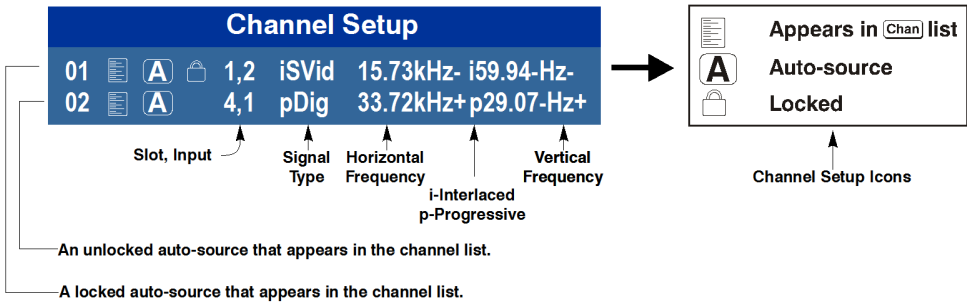 Channel Setup
01 A 1,2 iSVid 15.73kHz- i59.94-Hz-
02 A 4,1 pDig 33.72kHz+ p29.07-Hz+
Appears in Chan list
A Auto-source
Locked
Slot, Input
Signal
Type
Horizontal
Frequency
i-Interlaced
p-Progressive
Vertical
Frequency
Channel Setup Icons
An unlocked auto-source that appears in the channel list.
A locked auto-source that appears in the channel list.